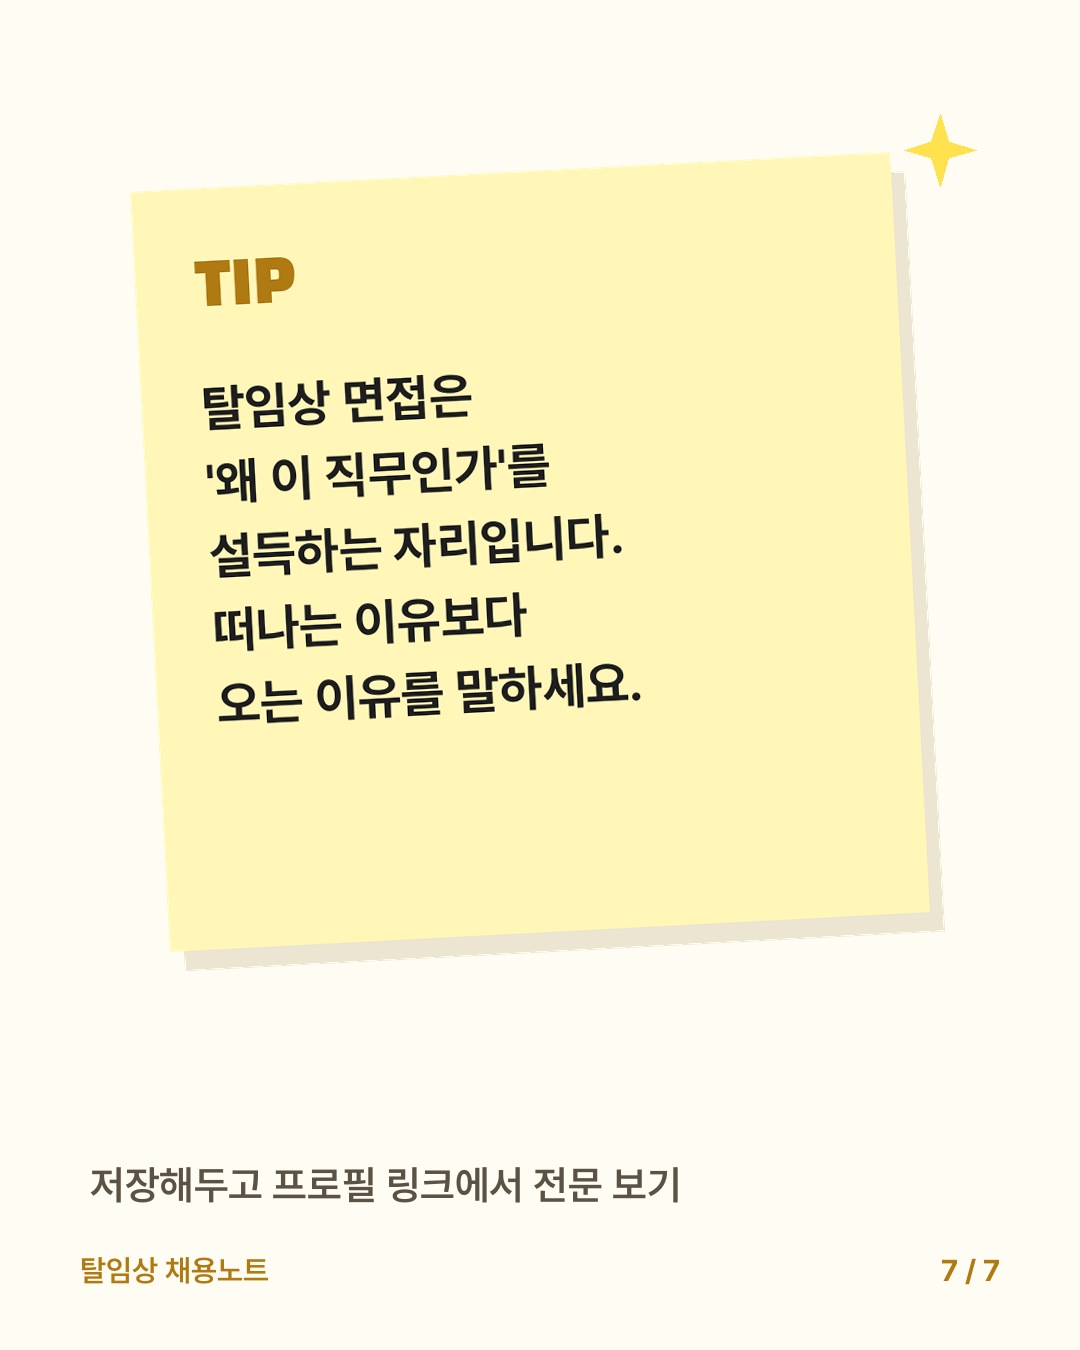 TIP
탈임상 면접은
'왜 이 직무인가'를
설득하는 자리입니다.
떠나는 이유보다
오는 이유를 말하세요.
저장해두고 프로필 링크에서 전문 보기
탈임상 채용노트
7 / 7